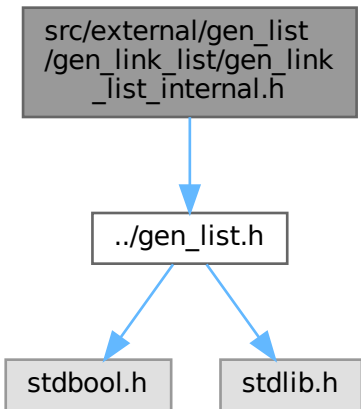 src/external/gen_list
/gen_link_list/gen_link
_list_internal.h
../gen_list.h
stdbool.h
stdlib.h